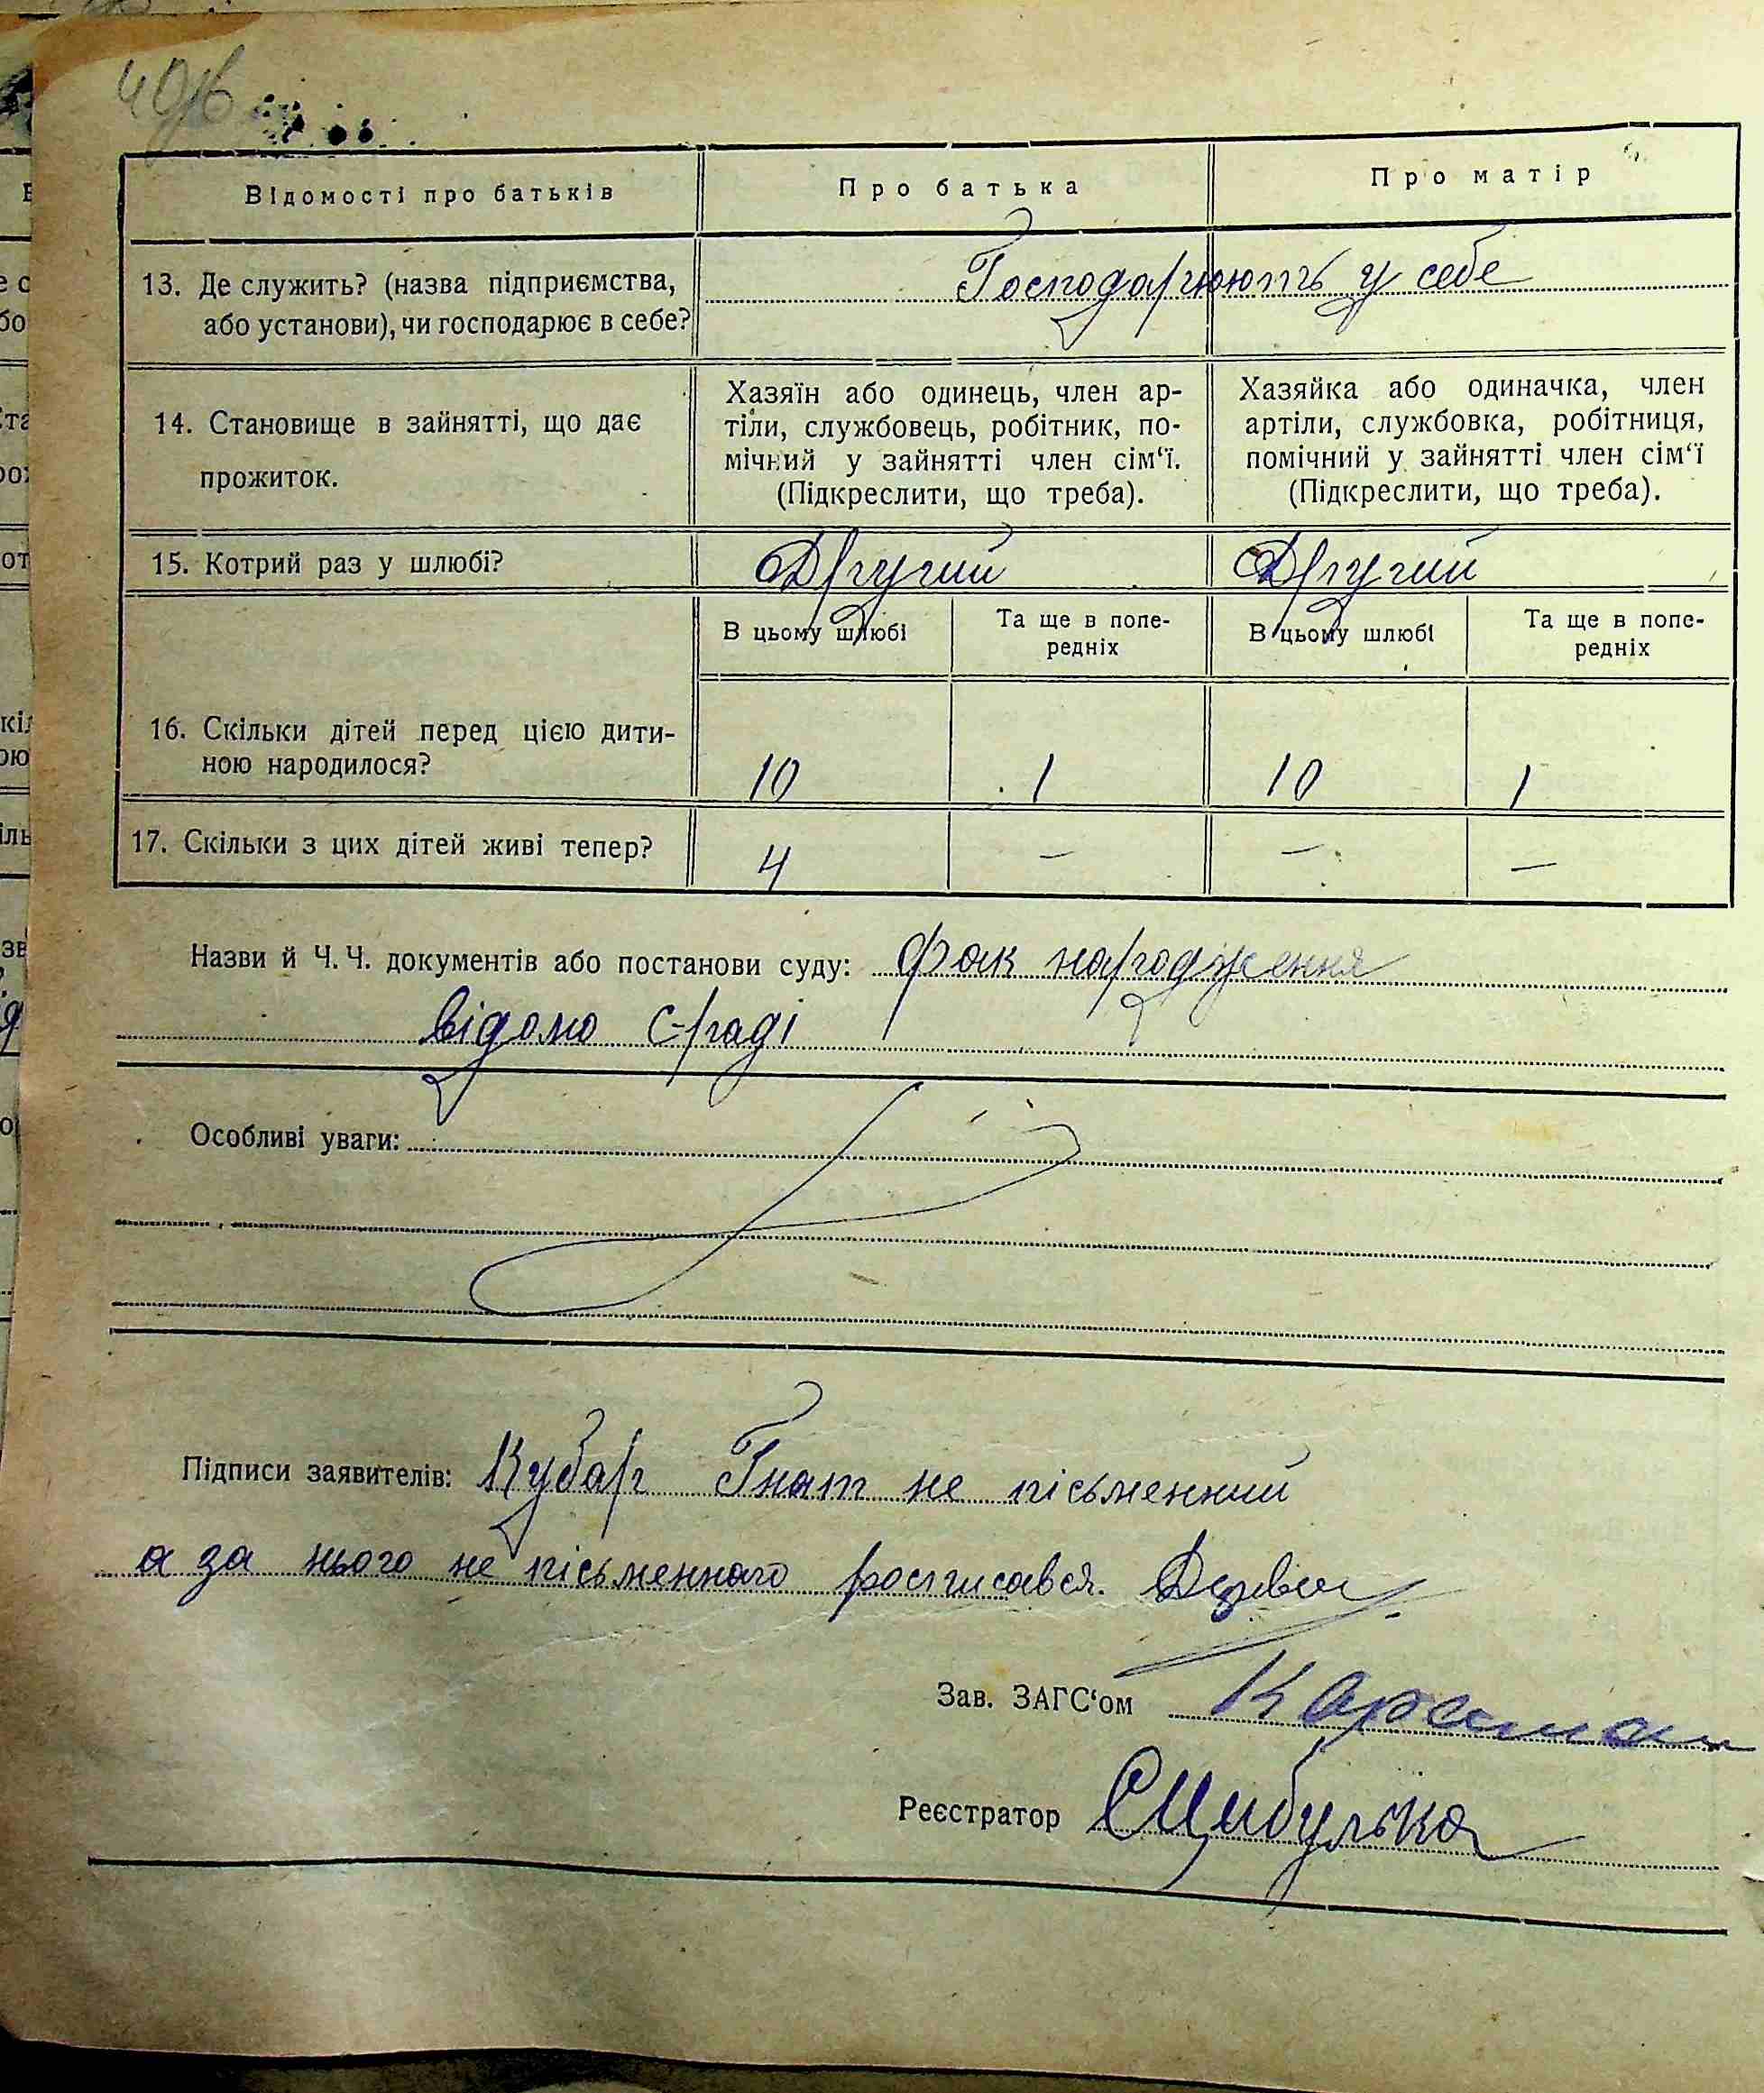 Відомості про батьків
Про батька
Про матір
13. Де служить? (назва підприємства,
або установи), чи господарює в себе?
Господарюють у себе
14. Становище в зайнятті, що дає
прожиток.
Хазяїн або одинець, член ар-
тіли, службовець, робітник, по-
мічний у зайнятті член сім‘ї.
(Підкреслити, що треба).
Хазяйка або одиначка, член
артіли, службовка, робітниця,
помічний у зайнятті член сім‘ї
(Підкреслити, що треба).
15. Котрий раз у шлюбі?
Другий
Другий
В цьому шлюбі
Та ще в попе-
редніх
В цьому шлюбі
Та ще в попе-
редніх
16. Скільки дітей перед цією дити-
ною народилося?
10
1
10
1
17. Скільки з цих дітей живі тепер?
4
—
—
—
Назви й Ч. Ч. документів або постанови суду: фак народження
відомо с-раді
Особливі уваги:
Підписи заявителів: Кубар Гнат не пісьменний
а за нього не пісьменного росписався.
Зав. ЗАГС‘ом
Реєстратор ЄЦибулька